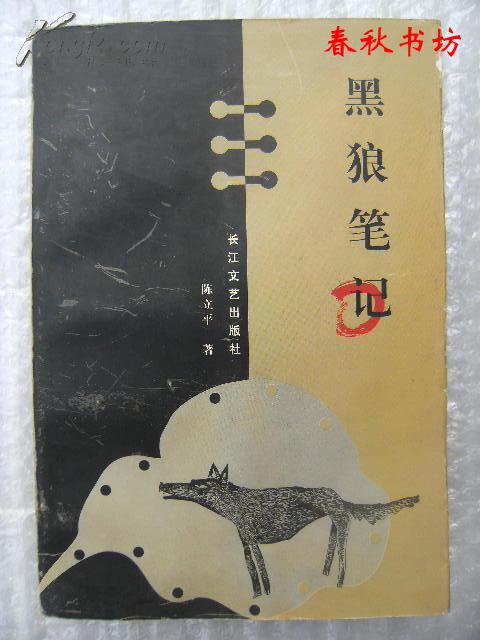 春秋书坊
黑狼笔记
长江文艺出版社
陈立平 著